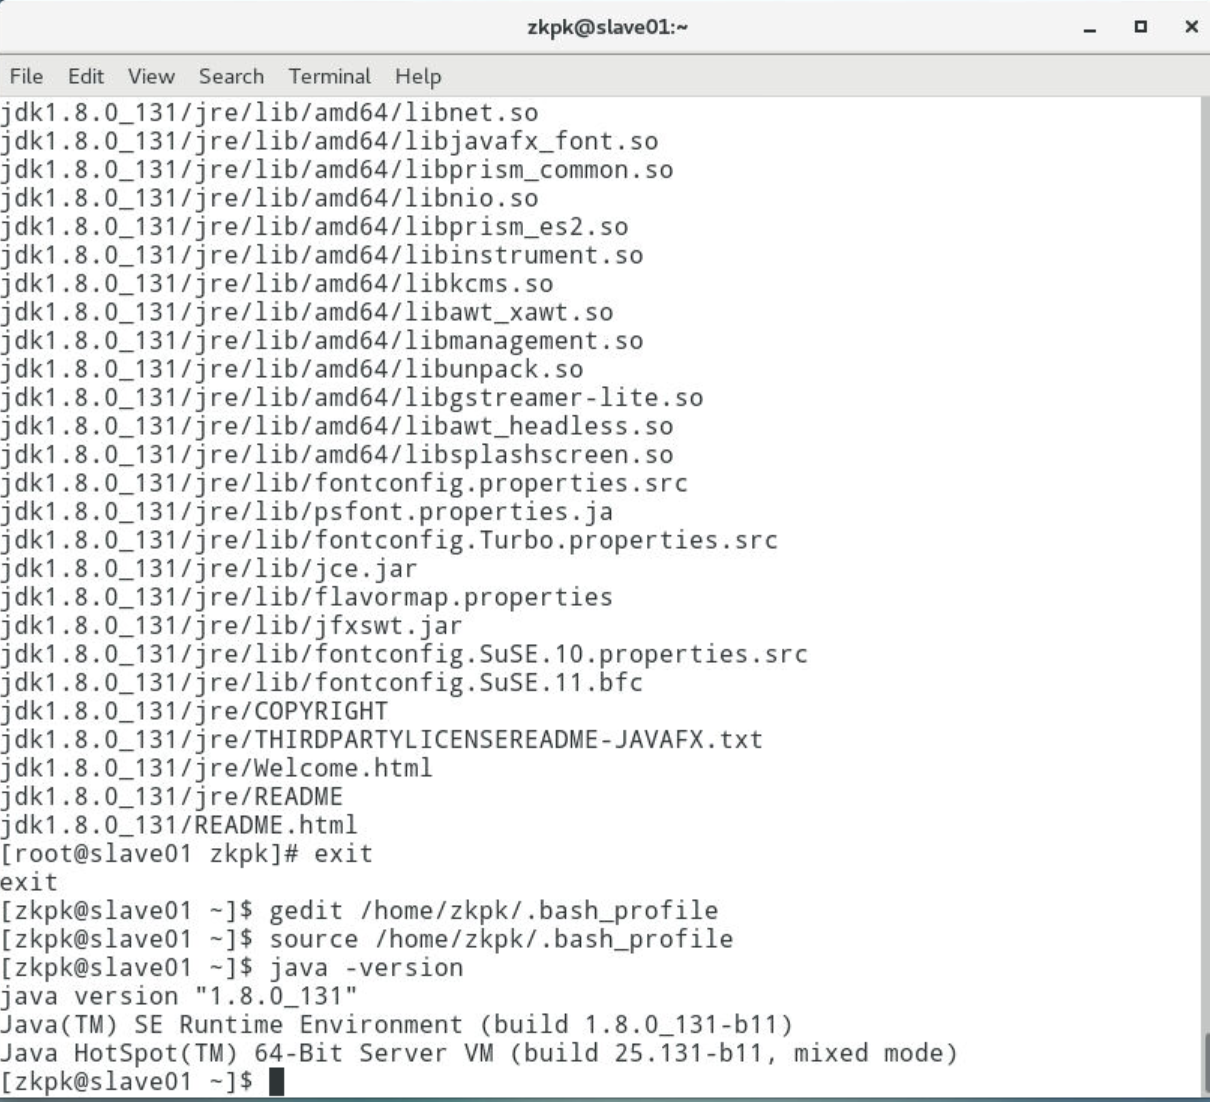 zkpk@slave01:~
File Edit View Search Terminal Help
jdk1.8.0_131/jre/lib/amd64/libnet.so
jdk1.8.0_131/jre/lib/amd64/libjavafx_font.so
jdk1.8.0_131/jre/lib/amd64/libprism_common.so
jdk1.8.0_131/jre/lib/amd64/libnio.so
jdk1.8.0_131/jre/lib/amd64/libprism_es2.so
jdk1.8.0_131/jre/lib/amd64/libinstrument.so
jdk1.8.0_131/jre/lib/amd64/libkcms.so
jdk1.8.0_131/jre/lib/amd64/libawt_xawt.so
jdk1.8.0_131/jre/lib/amd64/libmanagement.so
jdk1.8.0_131/jre/lib/amd64/libunpack.so
jdk1.8.0_131/jre/lib/amd64/libgstreamer-lite.so
jdk1.8.0_131/jre/lib/amd64/libawt_headless.so
jdk1.8.0_131/jre/lib/amd64/libsplashscreen.so
jdk1.8.0_131/jre/lib/fontconfig.properties.src
jdk1.8.0_131/jre/lib/psfont.properties.ja
jdk1.8.0_131/jre/lib/fontconfig.Turbo.properties.src
jdk1.8.0_131/jre/lib/jce.jar
jdk1.8.0_131/jre/lib/flavormap.properties
jdk1.8.0_131/jre/lib/jfxswt.jar
jdk1.8.0_131/jre/lib/fontconfig.SuSE.10.properties.src
jdk1.8.0_131/jre/lib/fontconfig.SuSE.11.bfc
jdk1.8.0_131/jre/COPYRIGHT
jdk1.8.0_131/jre/THIRDPARTYLICENSEREADME-JAVAFX.txt
jdk1.8.0_131/jre/Welcome.html
jdk1.8.0_131/jre/README
jdk1.8.0_131/README.html
[root@slave01 zkpk]# exit
exit
[zkpk@slave01 ~]$ gedit /home/zkpk/.bash_profile
[zkpk@slave01 ~]$ source /home/zkpk/.bash_profile
[zkpk@slave01 ~]$ java -version
java version "1.8.0_131"
Java(TM) SE Runtime Environment (build 1.8.0_131-b11)
Java HotSpot(TM) 64-Bit Server VM (build 25.131-b11, mixed mode)
[zkpk@slave01 ~]$